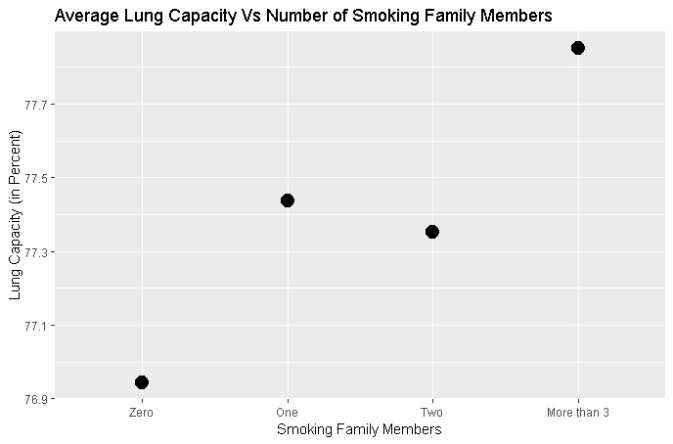 Average Lung Capacity Vs Number of Smoking Family Members
Lung Capacity (in Percent)
77.7
77.5
77.3
77.1
76.9
Zero One Two More than 3
Smoking Family Members